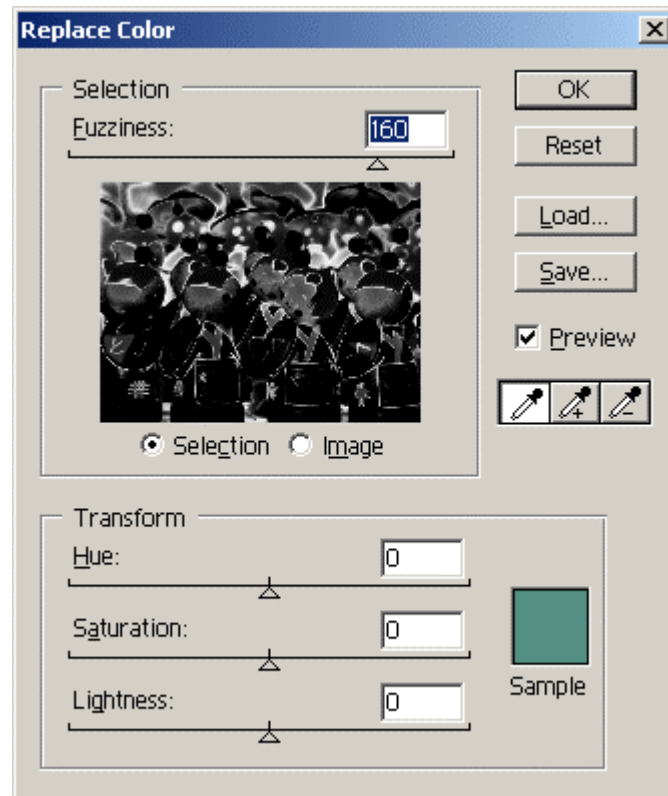 Replace Color
Selection
Fuzziness: 160
Selection Image
OK
Reset
Load...
Save...
Preview
Transform
Hue: 0
Saturation: 0
Lightness: 0
Sample